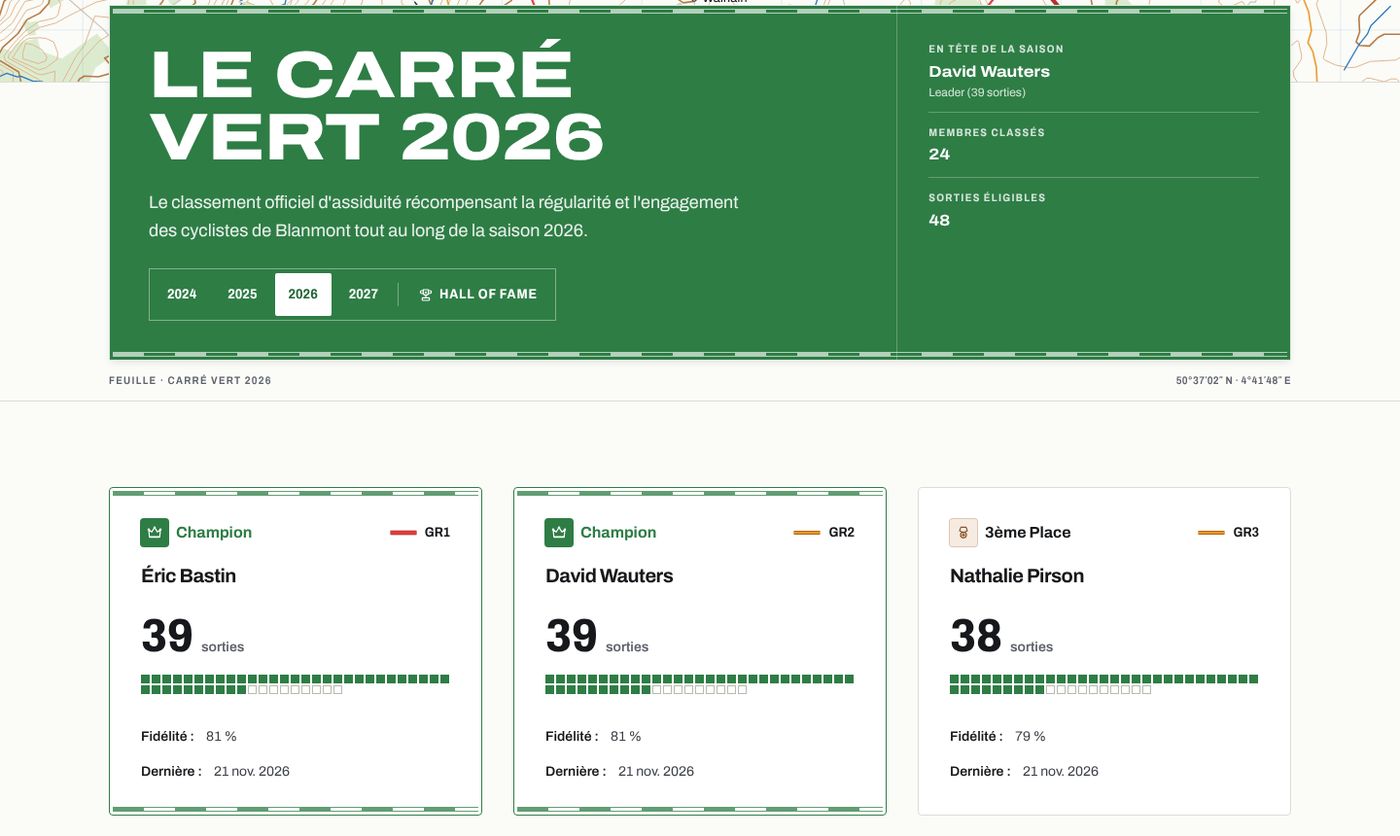 LE CARRÉ
VERT 2026
Le classement officiel d'assiduité récompensant la régularité et l'engagement
des cyclistes de Blanmont tout au long de la saison 2026.
2024 2025 2026 2027 HALL OF FAME
EN TÊTE DE LA SAISON
David Wauters
Leader (39 sorties)
MEMBRES CLASSÉS
24
SORTIES ÉLIGIBLES
48
FEUILLE · CARRÉ VERT 2026
50°37′02″ N · 4°41′48″ E
Champion GR1
Éric Bastin
39 sorties
Fidélité : 81 %
Dernière : 21 nov. 2026
Champion GR2
David Wauters
39 sorties
Fidélité : 81 %
Dernière : 21 nov. 2026
3ème Place GR3
Nathalie Pirson
38 sorties
Fidélité : 79 %
Dernière : 21 nov. 2026